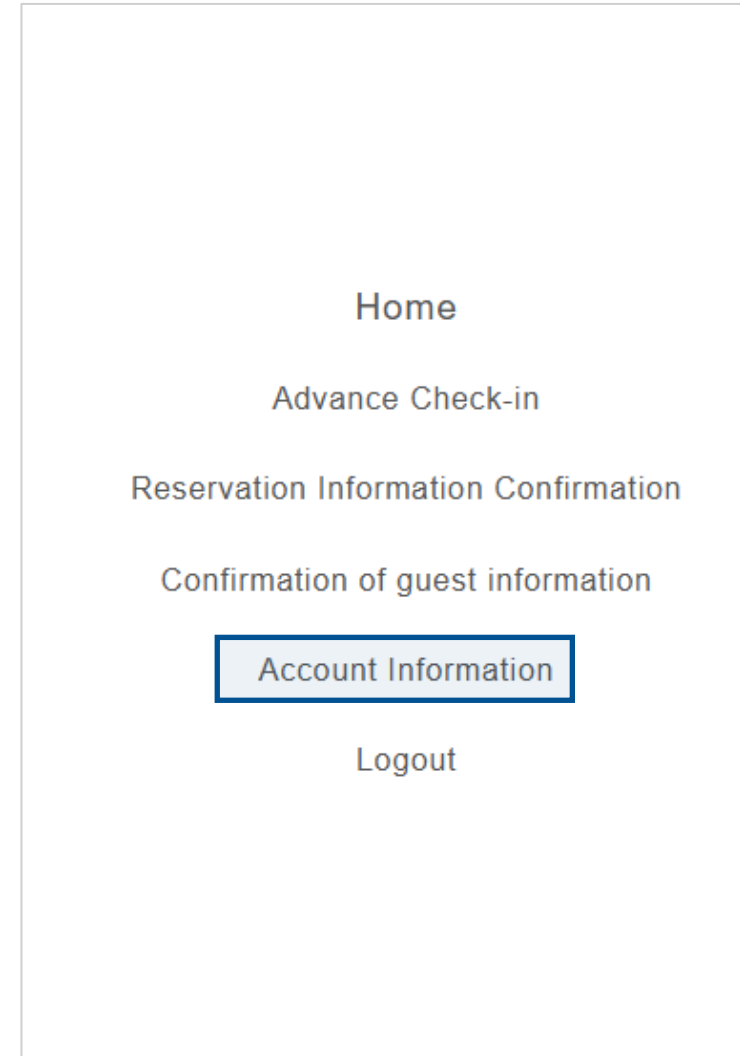 Home
Advance Check-in
Reservation Information Confirmation
Confirmation of guest information
Account Information
Logout